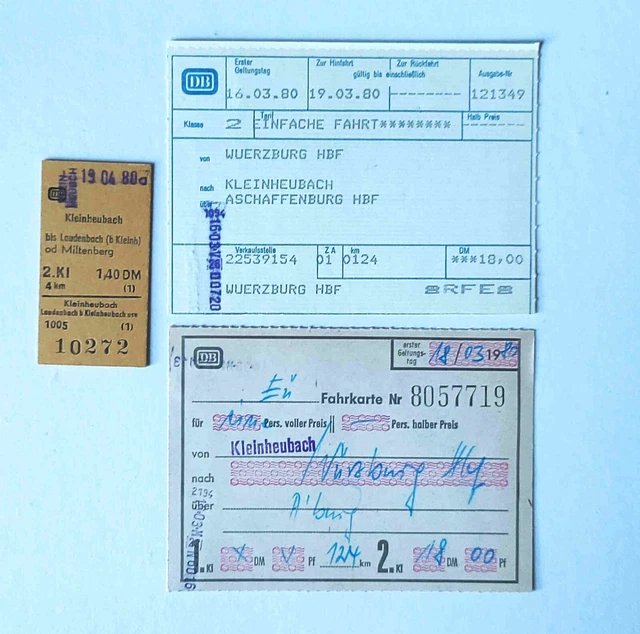 19 04 80
DB
Kleinheubach
bis Laudenbach (b Kleinh)
od Miltenberg
2.Kl 1,40 DM
4 km (1)
Kleinheubach
Laudenbach b Kleinheubach
1005 (1)
10272
DB
Erster Geltungstag
Zur Hinfahrt
Zur Rückfahrt
gültig bis einschließlich
Ausgabe-Nr
16.03.80 19.03.80 --------- 121349
Klasse 2 Tarif EINFACHE FAHRT******** Halb Preis ------
von WUERZBURG HBF
nach KLEINHEUBACH
über ASCHAFFENBURG HBF
1094
Verkaufsstelle Z A km DM
22539154 01 0124 ***18,00
WUERZBURG HBF
DB
erster Geltungstag 18/03 1980
Fahrkarte Nr 8057719
für Pers. voller Preis/ Pers. halber Preis
von Kleinheubach
nach Würzburg Hbf
über A'burg
2794
1.Kl X DM Pf 124 km 2.Kl 18 DM 00 Pf